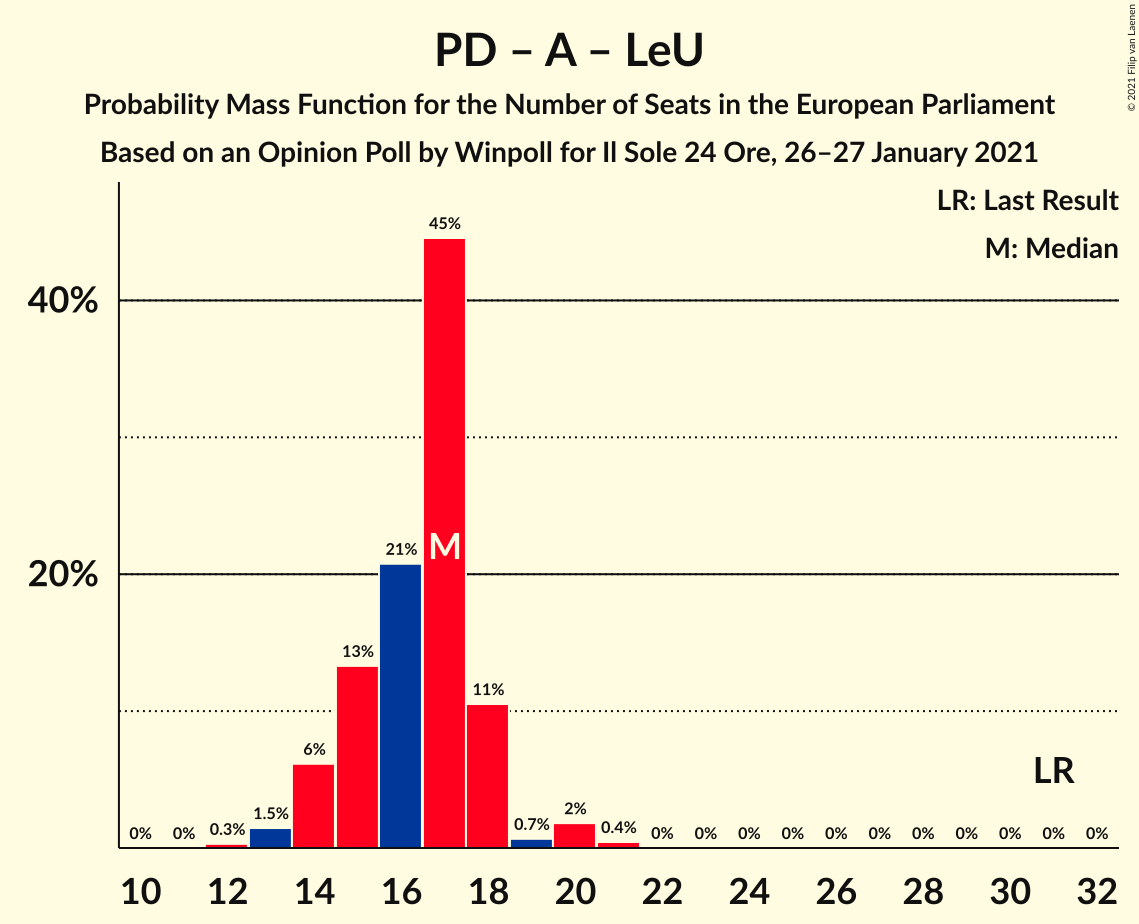 PD – A – LeU
Probability Mass Function for the Number of Seats in the European Parliament
Based on an Opinion Poll by Winpoll for Il Sole 24 Ore, 26–27 January 2021
© 2021 Filip van Laenen
LR: Last Result
M: Median
40%
20%
0% 0% 0.3% 1.5% 6% 13% 21% 45% 11% 0.7% 2% 0.4% 0% 0% 0% 0% 0% 0% 0% 0% 0% 0% 0%
M
LR
10 12 14 16 18 20 22 24 26 28 30 32